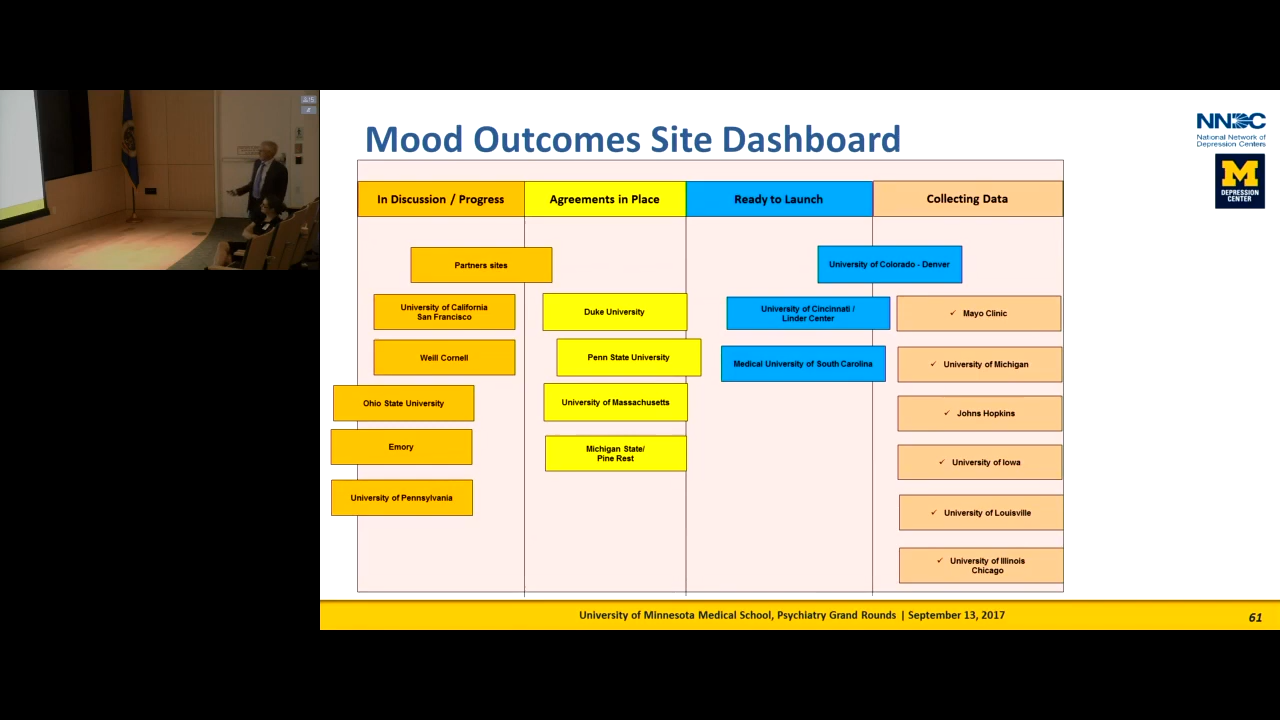 Mood Outcomes Site Dashboard
NNDC
National Network of
Depression Centers
M
DEPRESSION
CENTER
In Discussion / Progress
Agreements in Place
Ready to Launch
Collecting Data
Partners sites
University of California
San Francisco
Weill Cornell
Ohio State University
Emory
University of Pennsylvania
Duke University
Penn State University
University of Massachusetts
Michigan State/
Pine Rest
University of Colorado - Denver
University of Cincinnati /
Linder Center
Medical University of South Carolina
✓ Mayo Clinic
✓ University of Michigan
✓ Johns Hopkins
✓ University of Iowa
✓ University of Louisville
✓ University of Illinois
Chicago
University of Minnesota Medical School, Psychiatry Grand Rounds | September 13, 2017
61